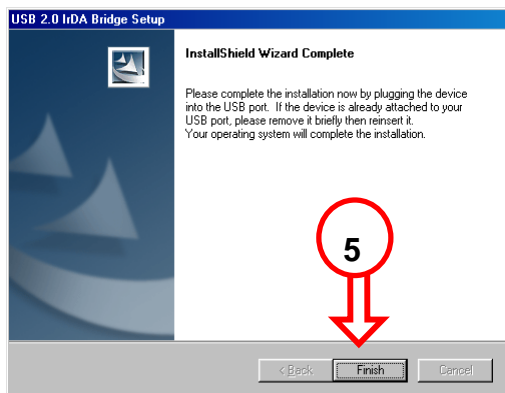 USB 2.0 IrDA Bridge Setup
InstallShield Wizard Complete
Please complete the installation now by plugging the device
into the USB port. If the device is already attached to your
USB port, please remove it briefly then reinsert it.
Your operating system will complete the installation.
5
< Back
Finish
Cancel